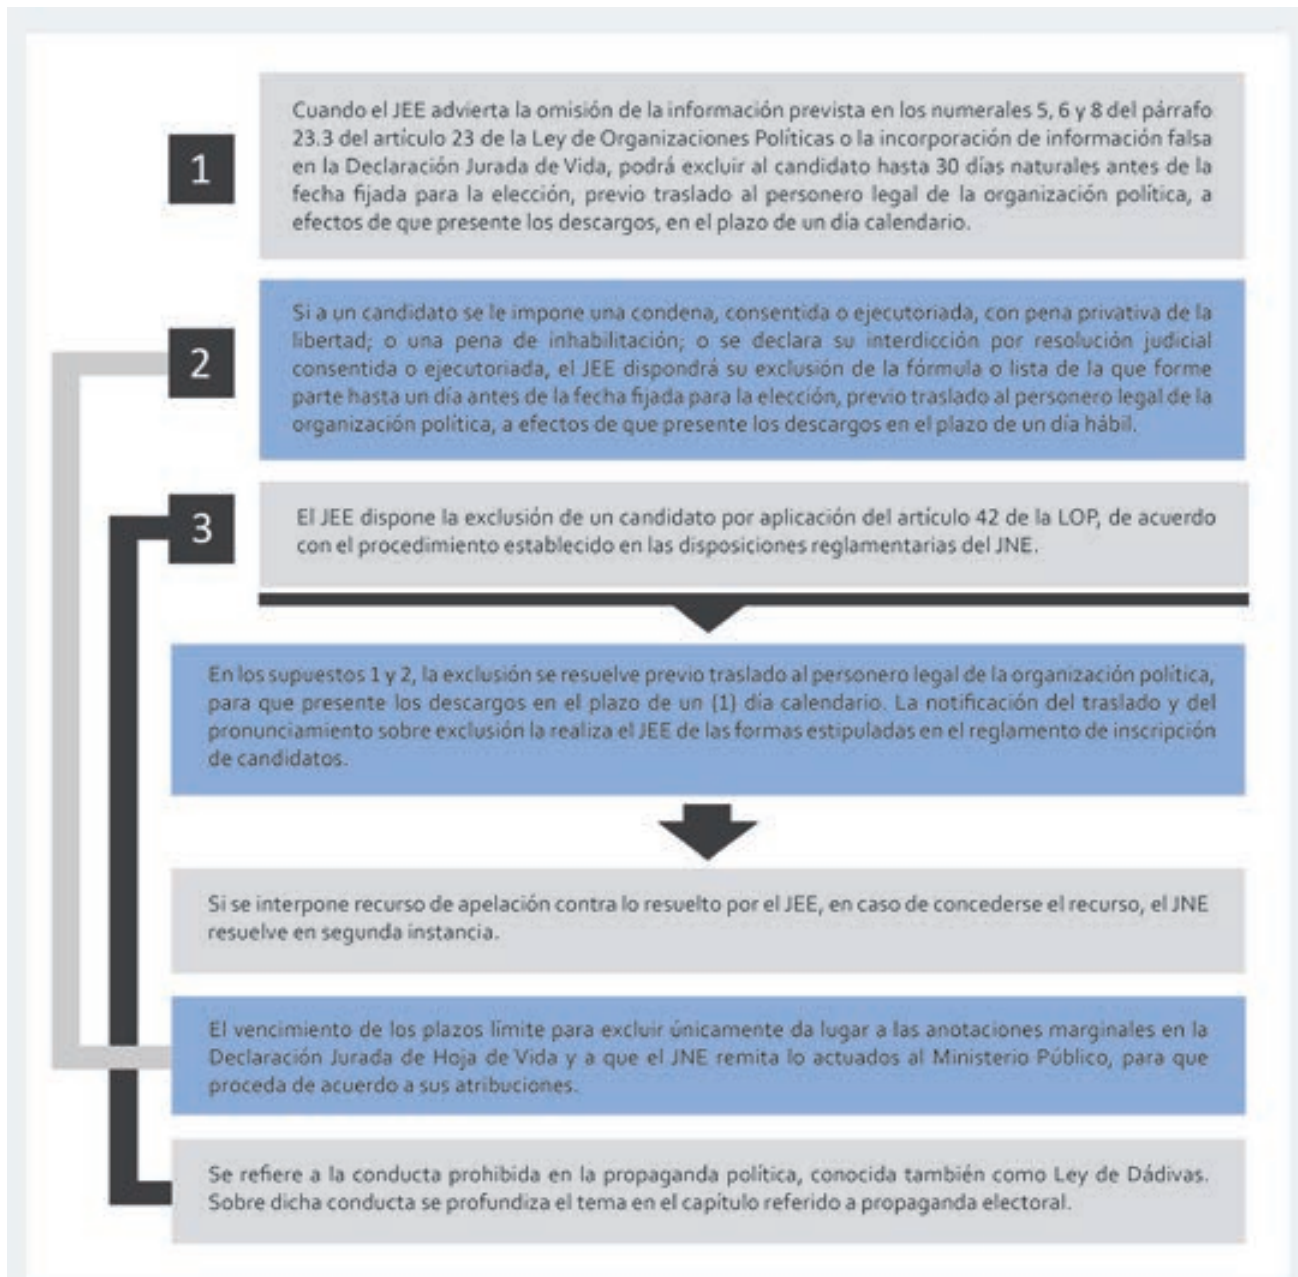 1
Cuando el JEE advierta la omisión de la información prevista en los numerales 5, 6 y 8 del párrafo
23.3 del artículo 23 de la Ley de Organizaciones Políticas o la incorporación de información falsa
en la Declaración Jurada de Vida, podrá excluir al candidato hasta 30 días naturales antes de la
fecha fijada para la elección, previo traslado al personero legal de la organización política, a
efectos de que presente los descargos, en el plazo de un día calendario.
2
Si a un candidato se le impone una condena, consentida o ejecutoriada, con pena privativa de la
libertad; o una pena de inhabilitación; o se declara su interdicción por resolución judicial
consentida o ejecutoriada, el JEE dispondrá su exclusión de la fórmula o lista de la que forme
parte hasta un día antes de la fecha fijada para la elección, previo traslado al personero legal de la
organización política, a efectos de que presente los descargos en el plazo de un día hábil.
3
El JEE dispone la exclusión de un candidato por aplicación del artículo 42 de la LOP, de acuerdo
con el procedimiento establecido en las disposiciones reglamentarias del JNE.
En los supuestos 1 y 2, la exclusión se resuelve previo traslado al personero legal de la organización política,
para que presente los descargos en el plazo de un (1) día calendario. La notificación del traslado y del
pronunciamiento sobre exclusión la realiza el JEE de las formas estipuladas en el reglamento de inscripción
de candidatos.
Si se interpone recurso de apelación contra lo resuelto por el JEE, en caso de concederse el recurso, el JNE
resuelve en segunda instancia.
El vencimiento de los plazos límite para excluir únicamente da lugar a las anotaciones marginales en la
Declaración Jurada de Hoja de Vida y a que el JNE remita lo actuados al Ministerio Público, para que
proceda de acuerdo a sus atribuciones.
Se refiere a la conducta prohibida en la propaganda política, conocida también como Ley de Dádivas.
Sobre dicha conducta se profundiza el tema en el capítulo referido a propaganda electoral.